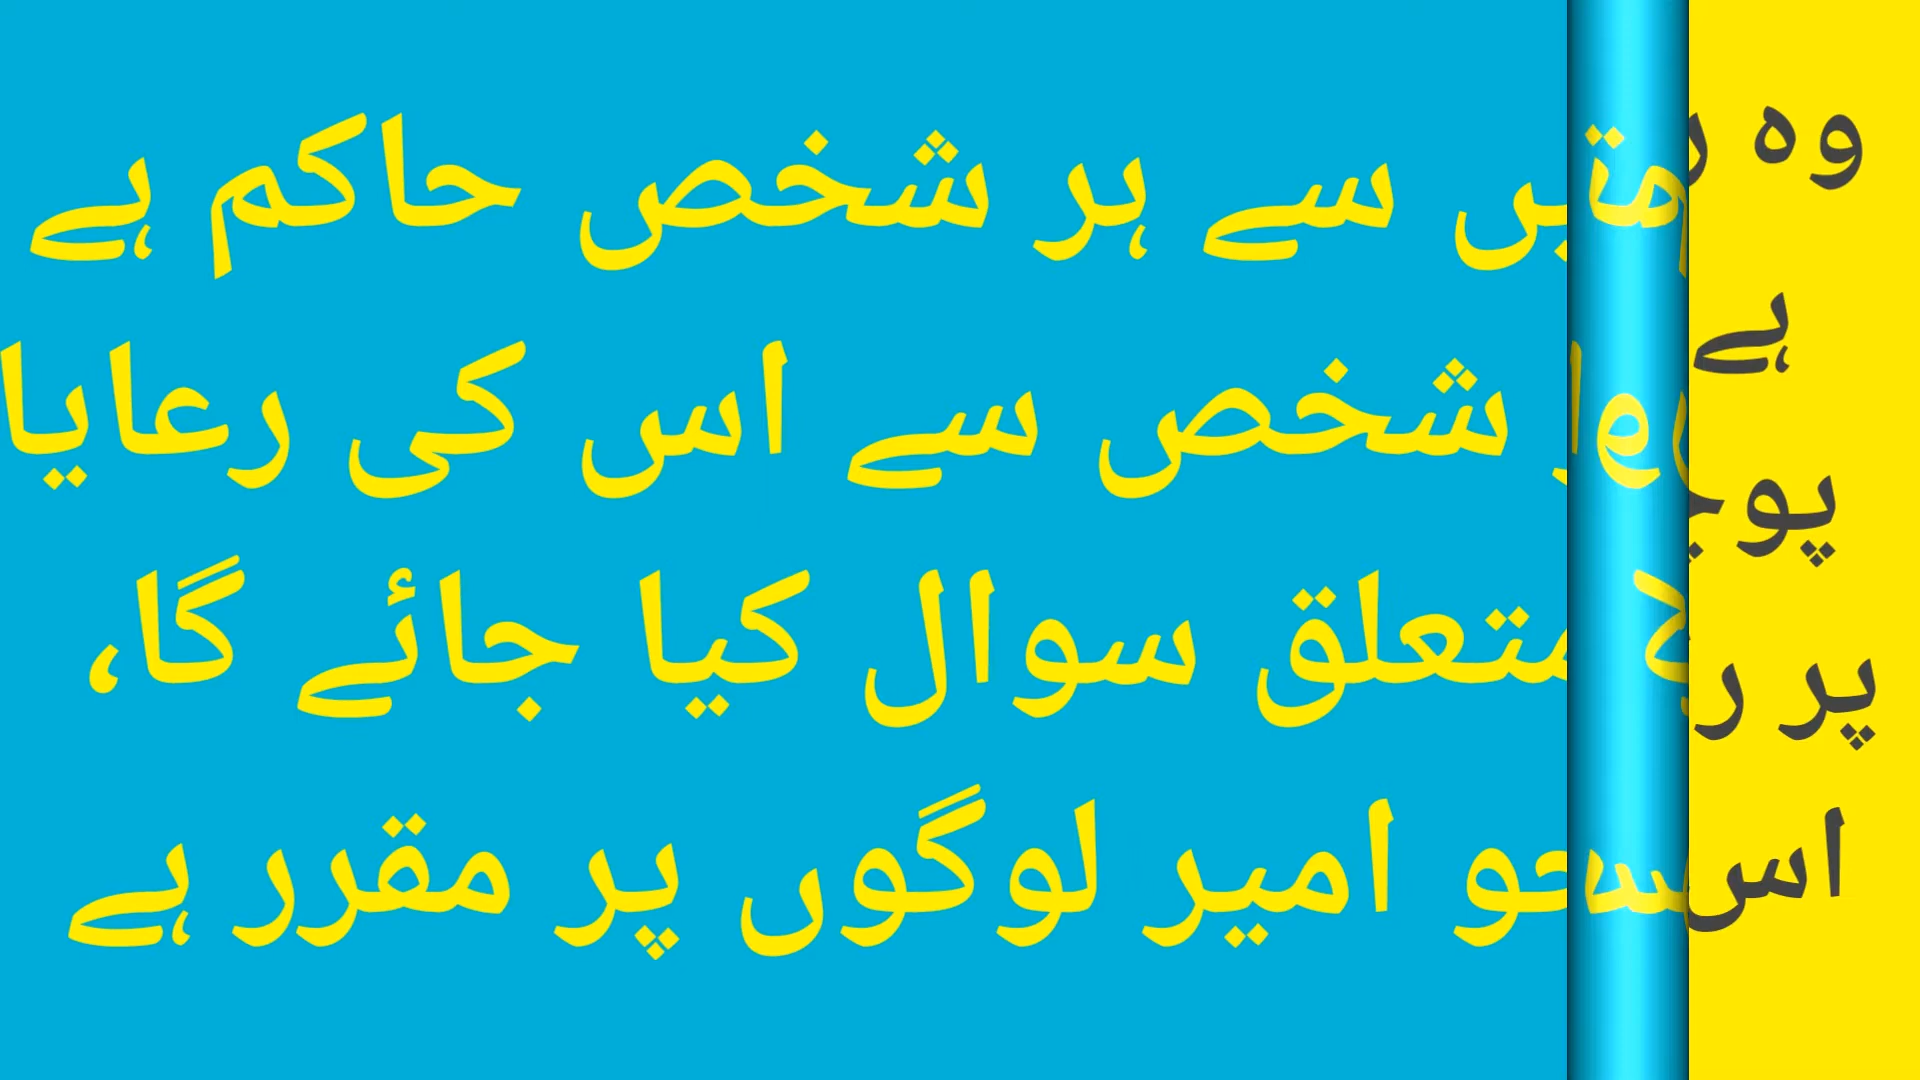 سے ہر شخص حاکم ہے
شخص سے اس کی رعایا
متعلق سوال کیا جائے گا،
جو امیر لوگوں پر مقرر ہے
وہ
ہے
پر
اس